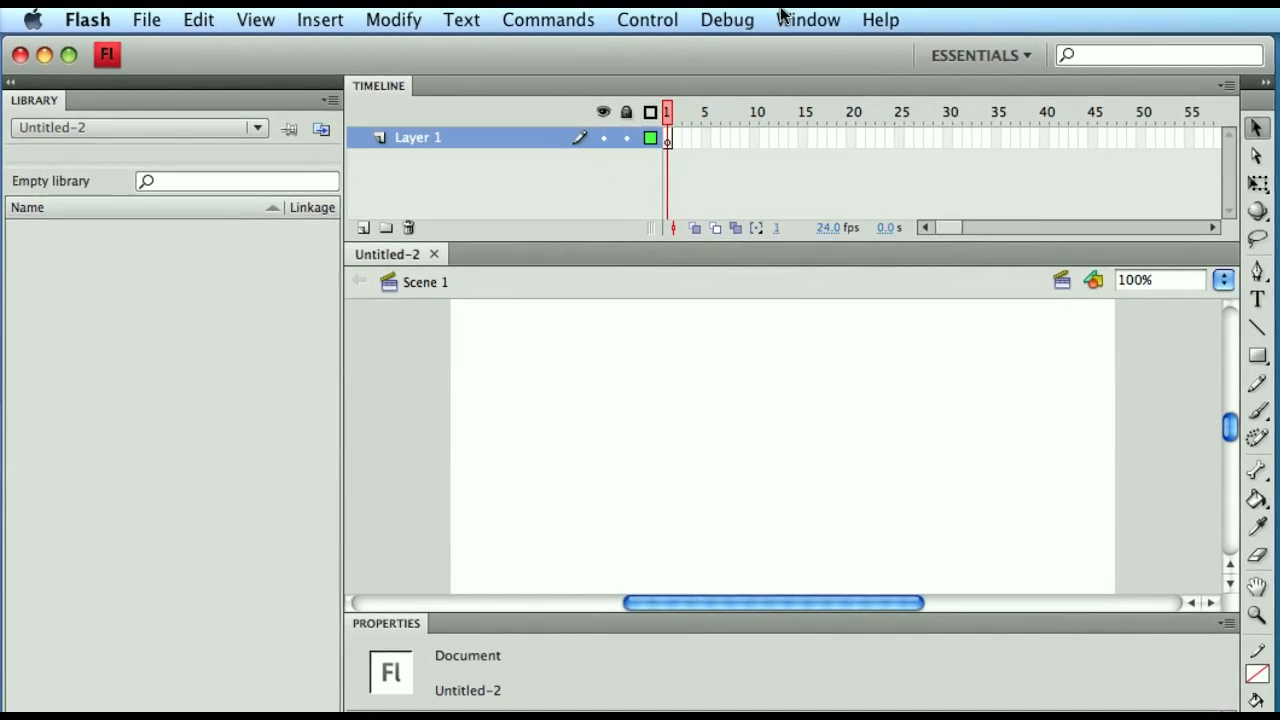 Flash File Edit View Insert Modify Text Commands Control Debug Window Help
Fl ESSENTIALS
LIBRARY
Untitled-2
Empty library
Name Linkage
TIMELINE
1 5 10 15 20 25 30 35 40 45 50 55
Layer 1
1 24.0 fps 0.0 s
Untitled-2
Scene 1 100%
T
PROPERTIES
Fl
Document
Untitled-2